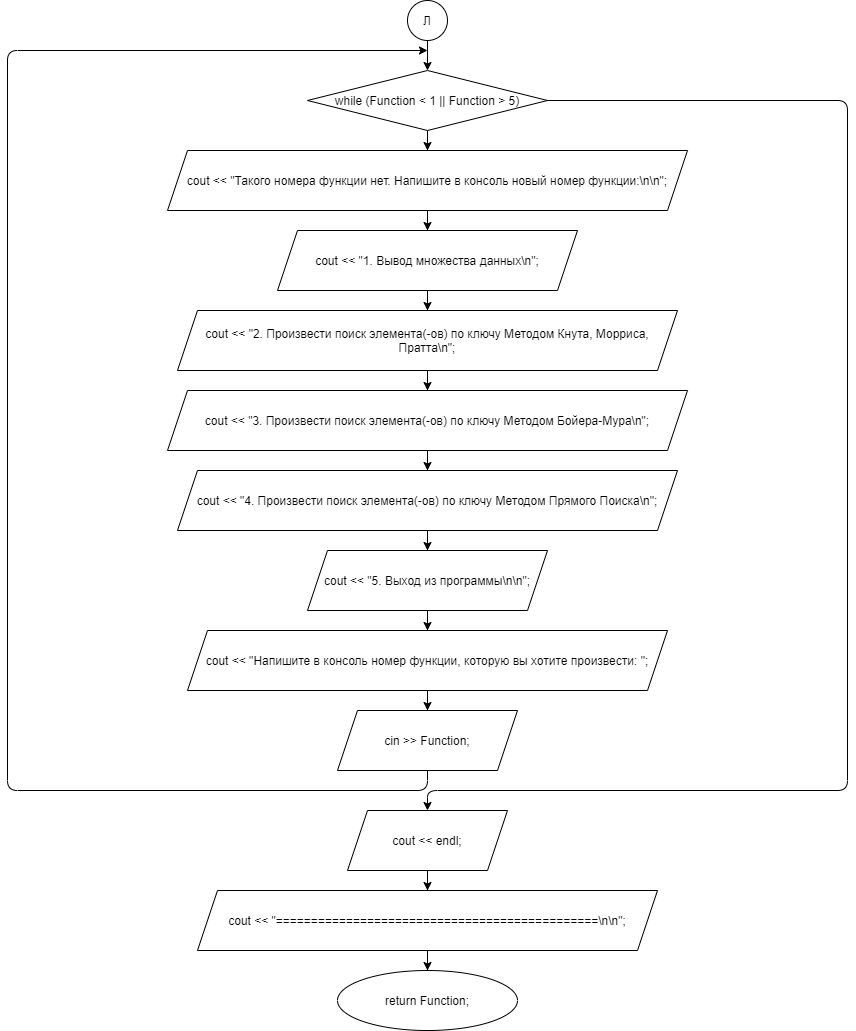 Л
while (Function < 1 || Function > 5)
cout << "Такого номера функции нет. Напишите в консоль новый номер функции:\n\n";
cout << "1. Вывод множества данных\n";
cout << "2. Произвести поиск элемента(-ов) по ключу Методом Кнута, Морриса,
Пратта\n";
cout << "3. Произвести поиск элемента(-ов) по ключу Методом Бойера-Мура\n";
cout << "4. Произвести поиск элемента(-ов) по ключу Методом Прямого Поиска\n";
cout << "5. Выход из программы\n\n";
cout << "Напишите в консоль номер функции, которую вы хотите произвести: ";
cin >> Function;
cout << endl;
cout << "==============================================\n\n";
return Function;